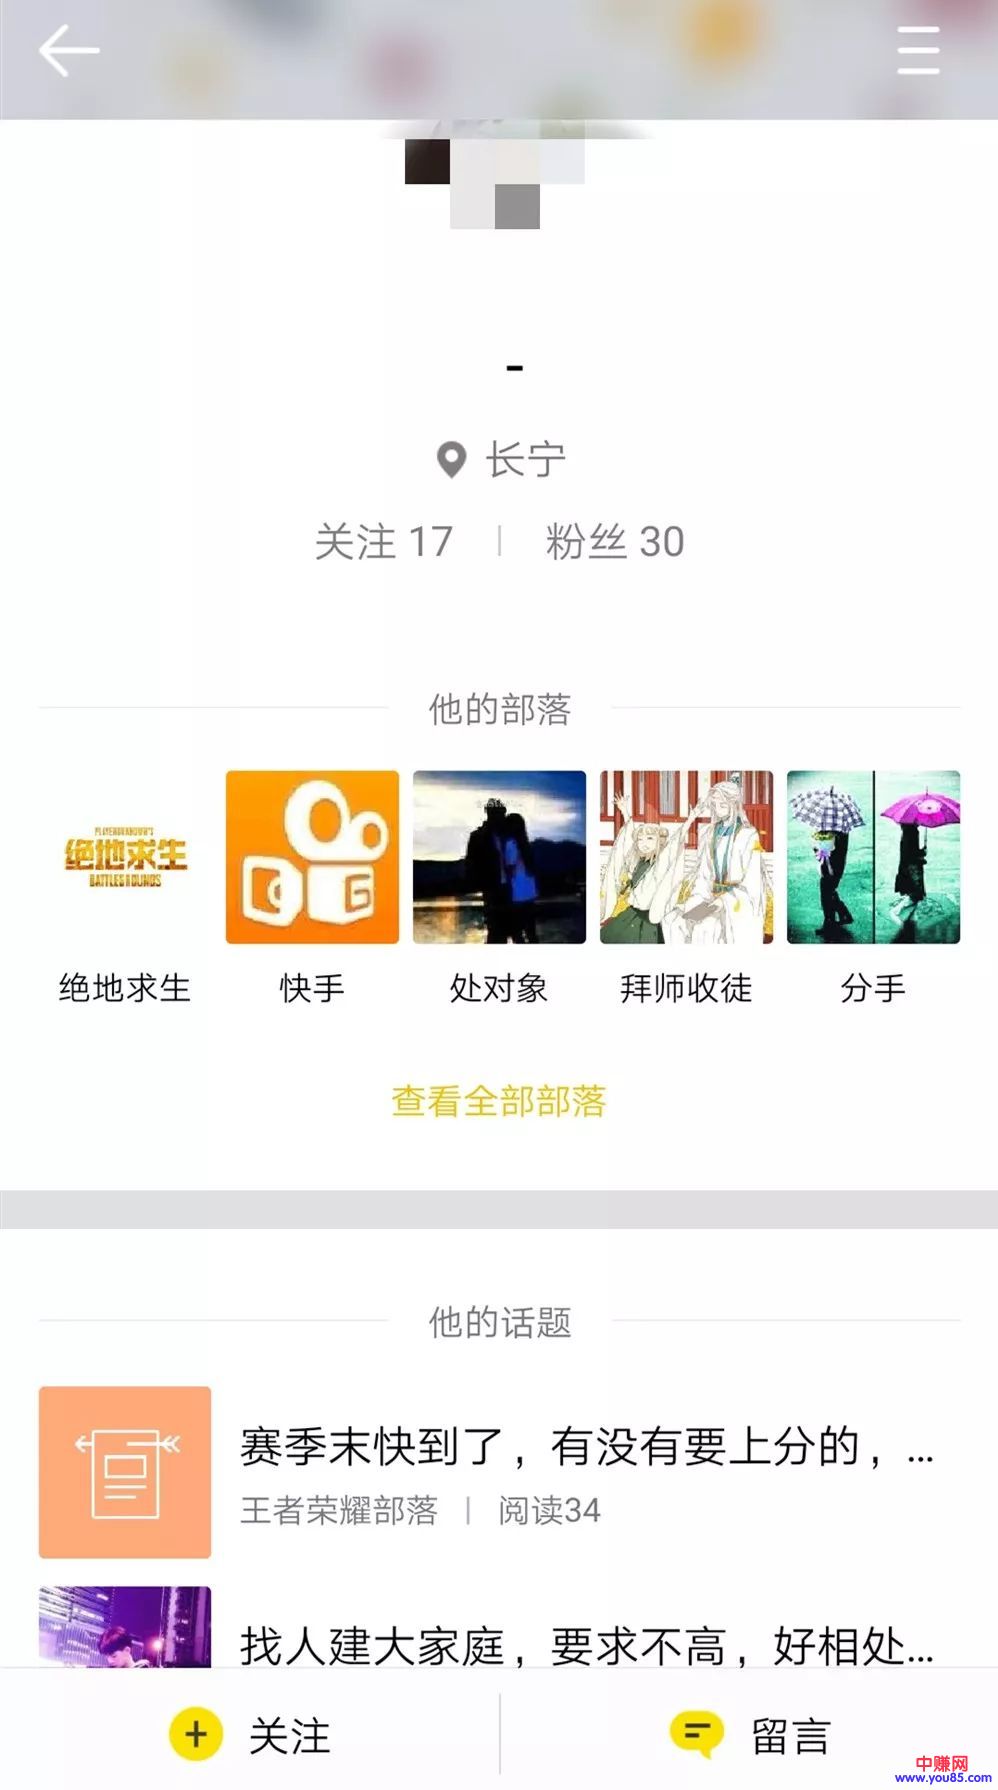 -
长宁
关注 17 | 粉丝 30
他的部落
PLAYERUNKNOWN'S
绝地求生
BATTLEGROUNDS
绝地求生
快手
处对象
拜师收徒
分手
查看全部部落
他的话题
赛季末快到了，有没有要上分的，...
王者荣耀部落 | 阅读34
找人建大家庭，要求不高，好相处...
关注
留言
中赚网
www.you85.com